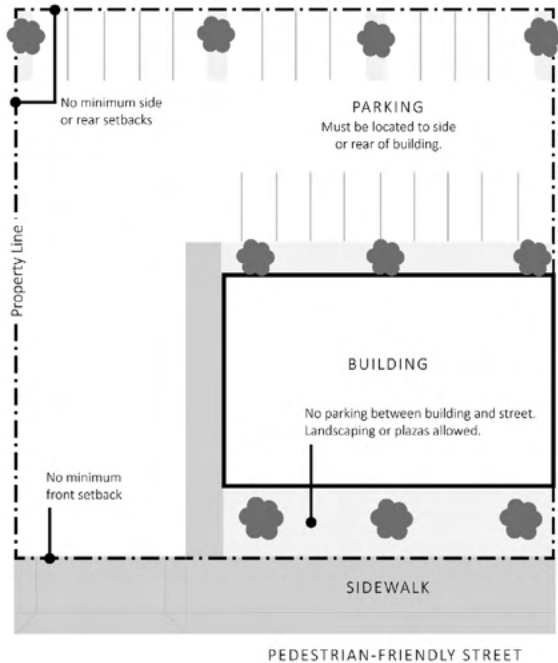 No minimum side
or rear setbacks
PARKING
Must be located to side
or rear of building.
Property Line
BUILDING
No parking between building and street.
Landscaping or plazas allowed.
No minimum
front setback
SIDEWALK
PEDESTRIAN-FRIENDLY STREET